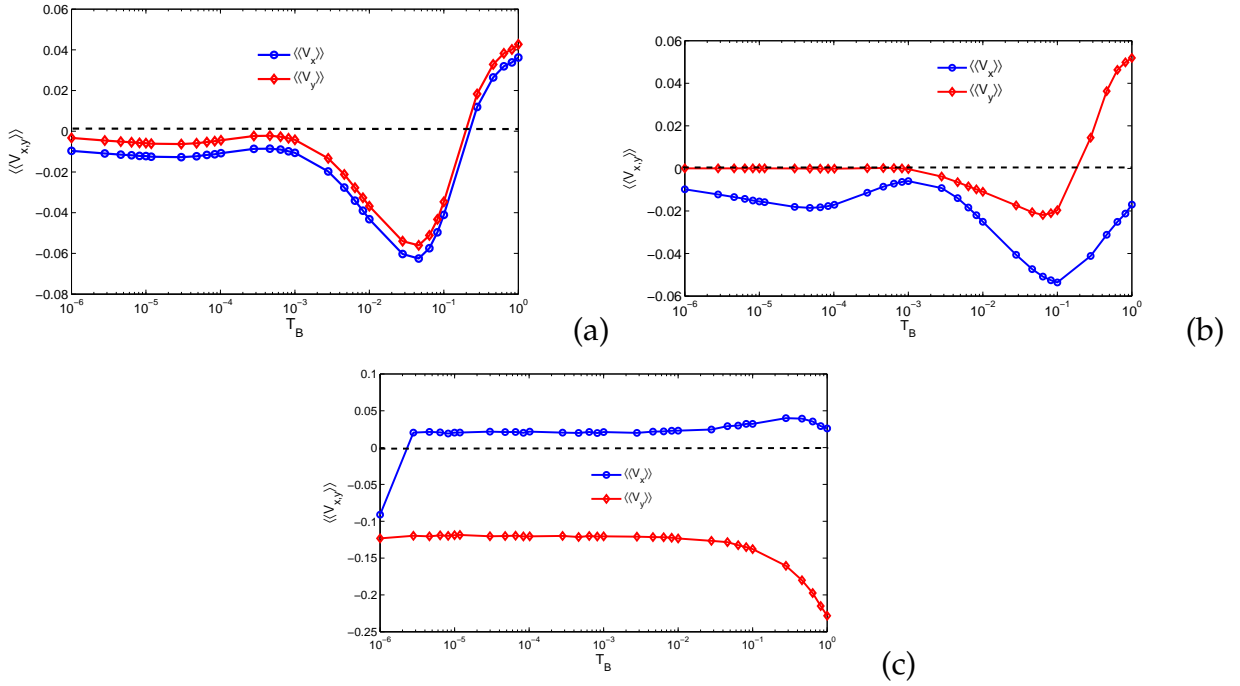 0.06
0.04
0.02
0
−0.02
−0.04
−0.06
−0.08
⟨⟨V_{x,y}⟩⟩
⟨⟨V_x⟩⟩
⟨⟨V_y⟩⟩
10^{−6} 10^{−5} 10^{−4} 10^{−3} 10^{−2} 10^{−1} 10^{0}
T_B
(a)
0.06
0.04
0.02
0
−0.02
−0.04
−0.06
⟨⟨V_{x,y}⟩⟩
⟨⟨V_x⟩⟩
⟨⟨V_y⟩⟩
10^{−6} 10^{−5} 10^{−4} 10^{−3} 10^{−2} 10^{−1} 10^{0}
T_B
(b)
0.1
0.05
0
−0.05
−0.1
−0.15
−0.2
−0.25
⟨⟨V_{x,y}⟩⟩
⟨⟨V_x⟩⟩
⟨⟨V_y⟩⟩
10^{−6} 10^{−5} 10^{−4} 10^{−3} 10^{−2} 10^{−1} 10^{0}
T_B
(c)